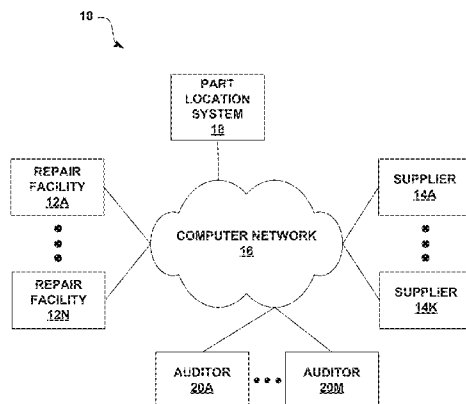 10
PART
LOCATION
SYSTEM
18
REPAIR
FACILITY
12A
SUPPLIER
14A
COMPUTER NETWORK
16
REPAIR
FACILITY
12N
SUPPLIER
14K
AUDITOR
20A
AUDITOR
20M